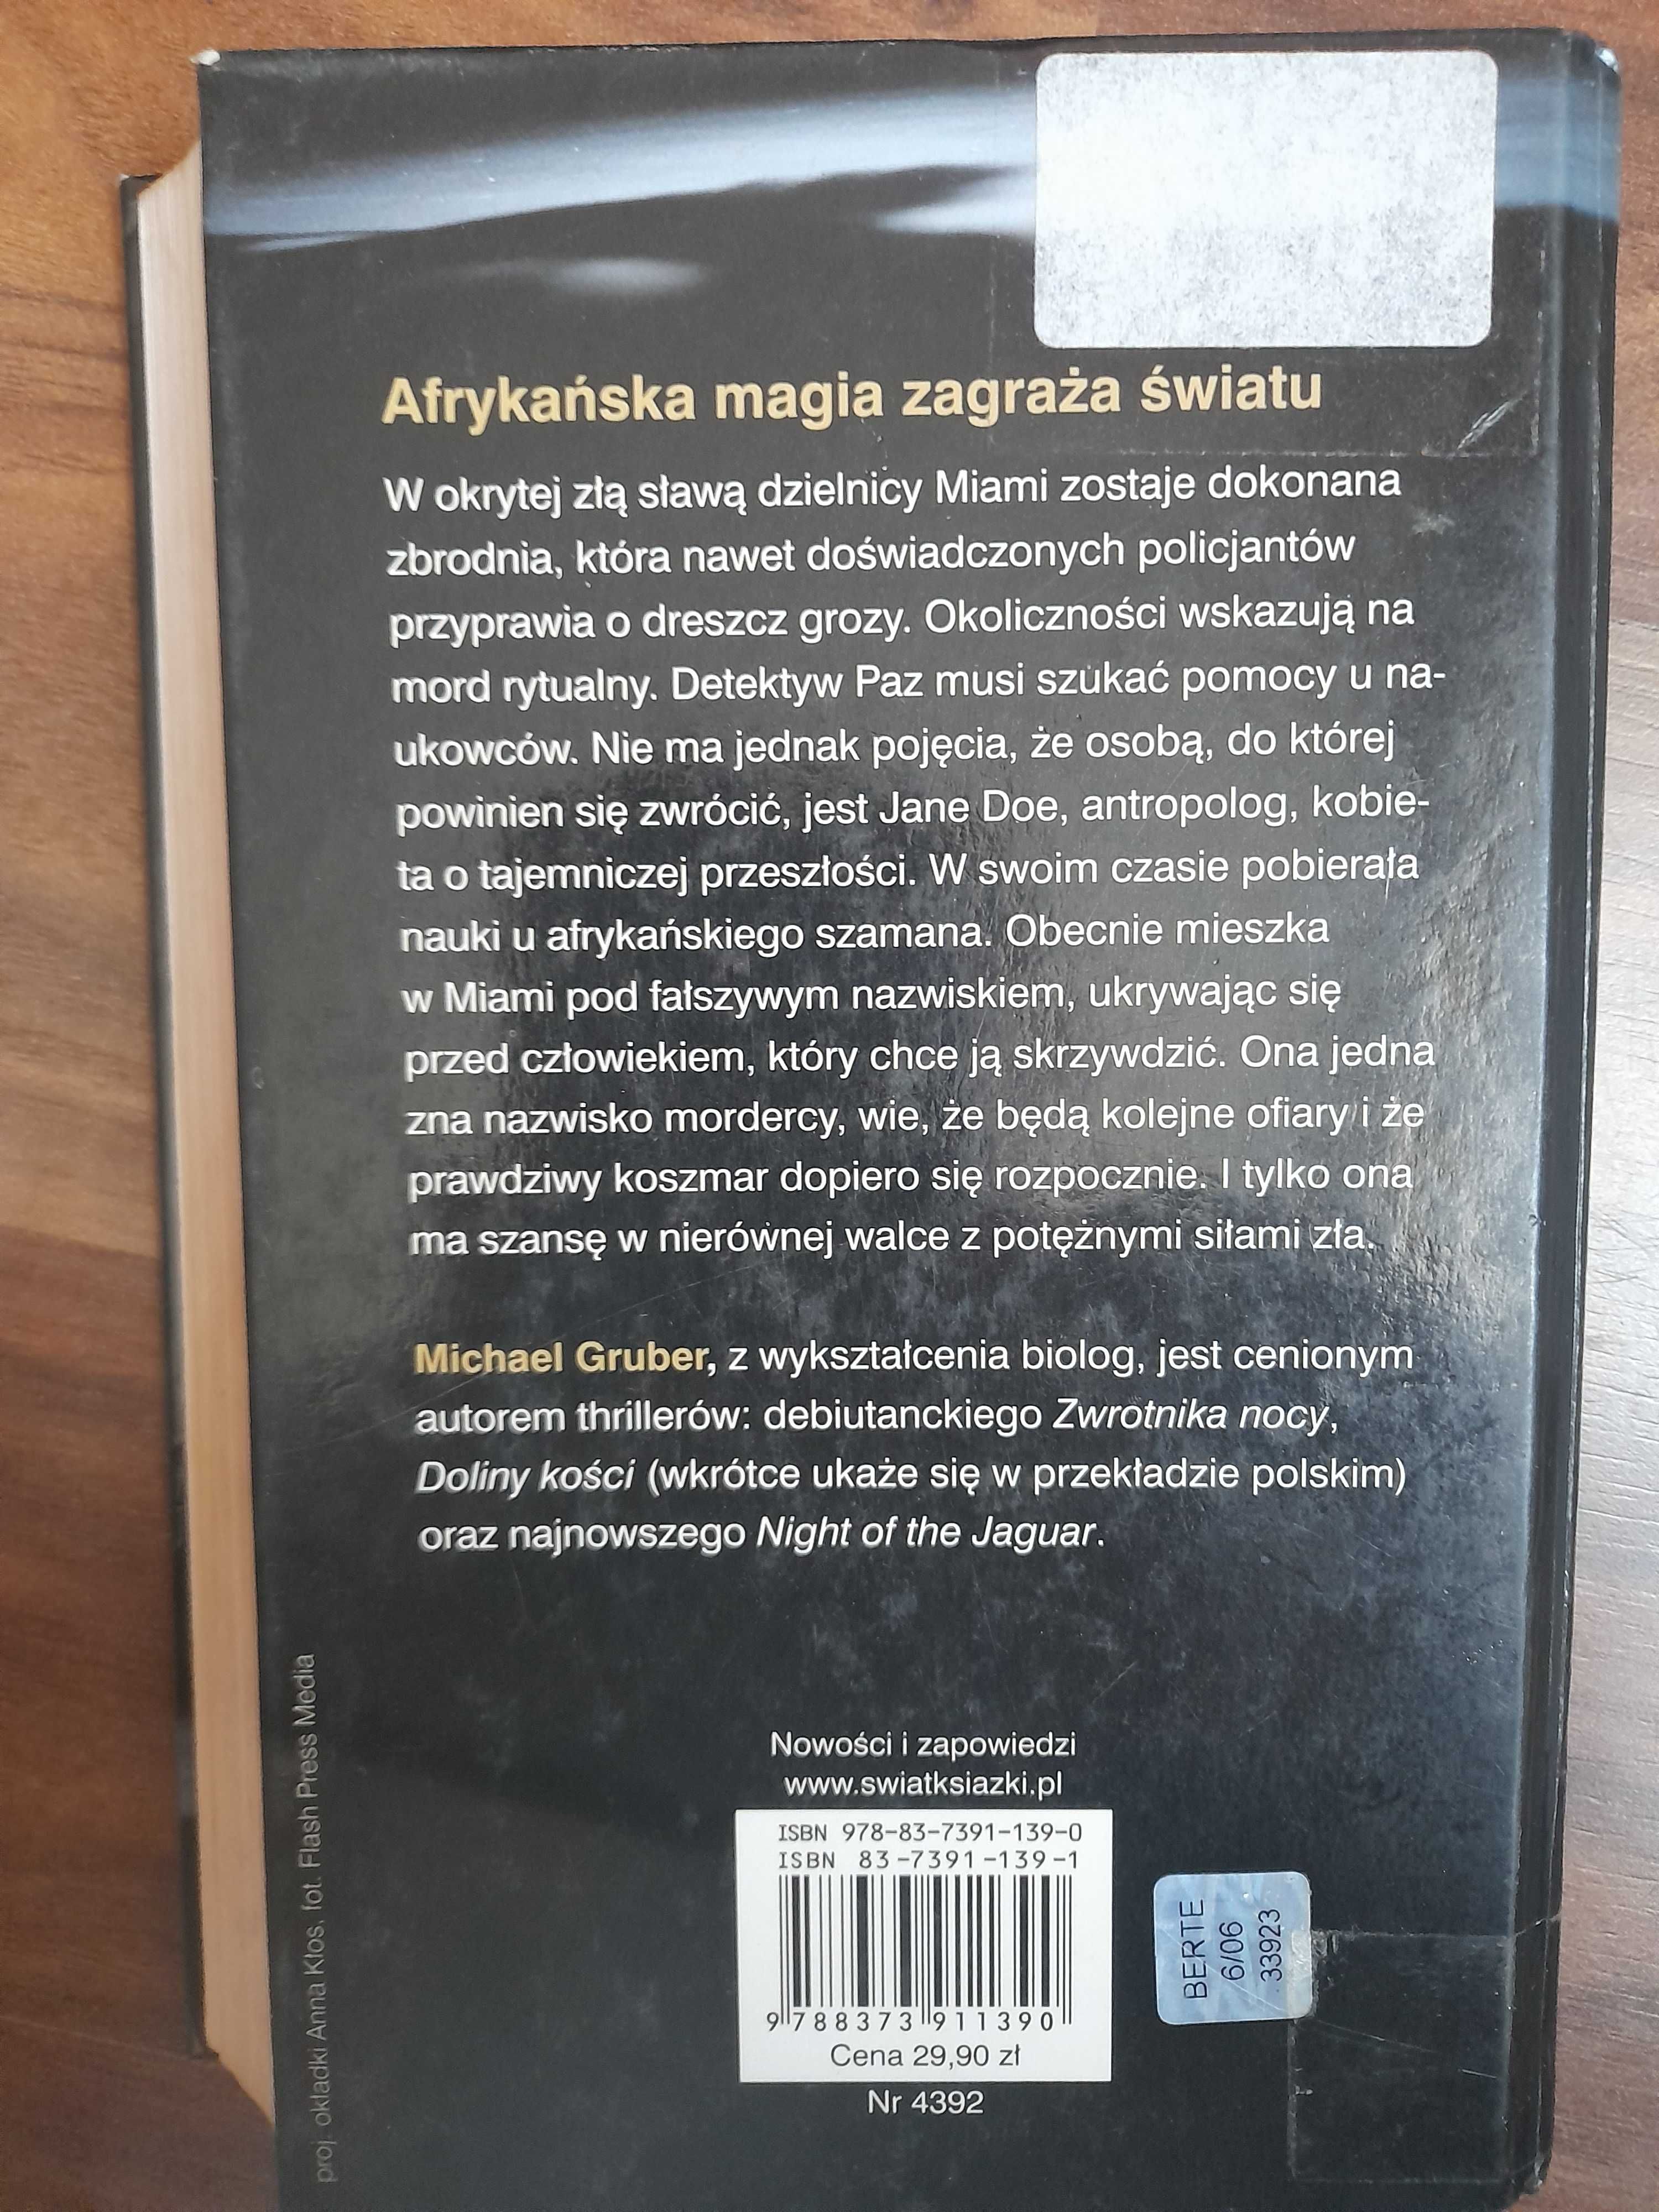 Afrykańska magia zagraża światu
W okrytej złą sławą dzielnicy Miami zostaje dokonana
zbrodnia, która nawet doświadczonych policjantów
przyprawia o dreszcz grozy. Okoliczności wskazują na
mord rytualny. Detektyw Paz musi szukać pomocy u na-
ukowców. Nie ma jednak pojęcia, że osobą, do której
powinien się zwrócić, jest Jane Doe, antropolog, kobie-
ta o tajemniczej przeszłości. W swoim czasie pobierała
nauki u afrykańskiego szamana. Obecnie mieszka
w Miami pod fałszywym nazwiskiem, ukrywając się
przed człowiekiem, który chce ją skrzywdzić. Ona jedna
zna nazwisko mordercy, wie, że będą kolejne ofiary i że
prawdziwy koszmar dopiero się rozpocznie. I tylko ona
ma szansę w nierównej walce z potężnymi siłami zła.
Michael Gruber, z wykształcenia biolog, jest cenionym
autorem thrillerów: debiutanckiego Zwrotnika nocy,
Doliny kości (wkrótce ukaże się w przekładzie polskim)
oraz najnowszego Night of the Jaguar.
proj. okładki Anna Kłos, fot. Flash Press Media
Nowości i zapowiedzi
www.swiatksiazki.pl
ISBN 978-83-7391-139-0
ISBN 83-7391-139-1
9 788373 911390
Cena 29,90 zł
Nr 4392
BERTE
6/06
33923